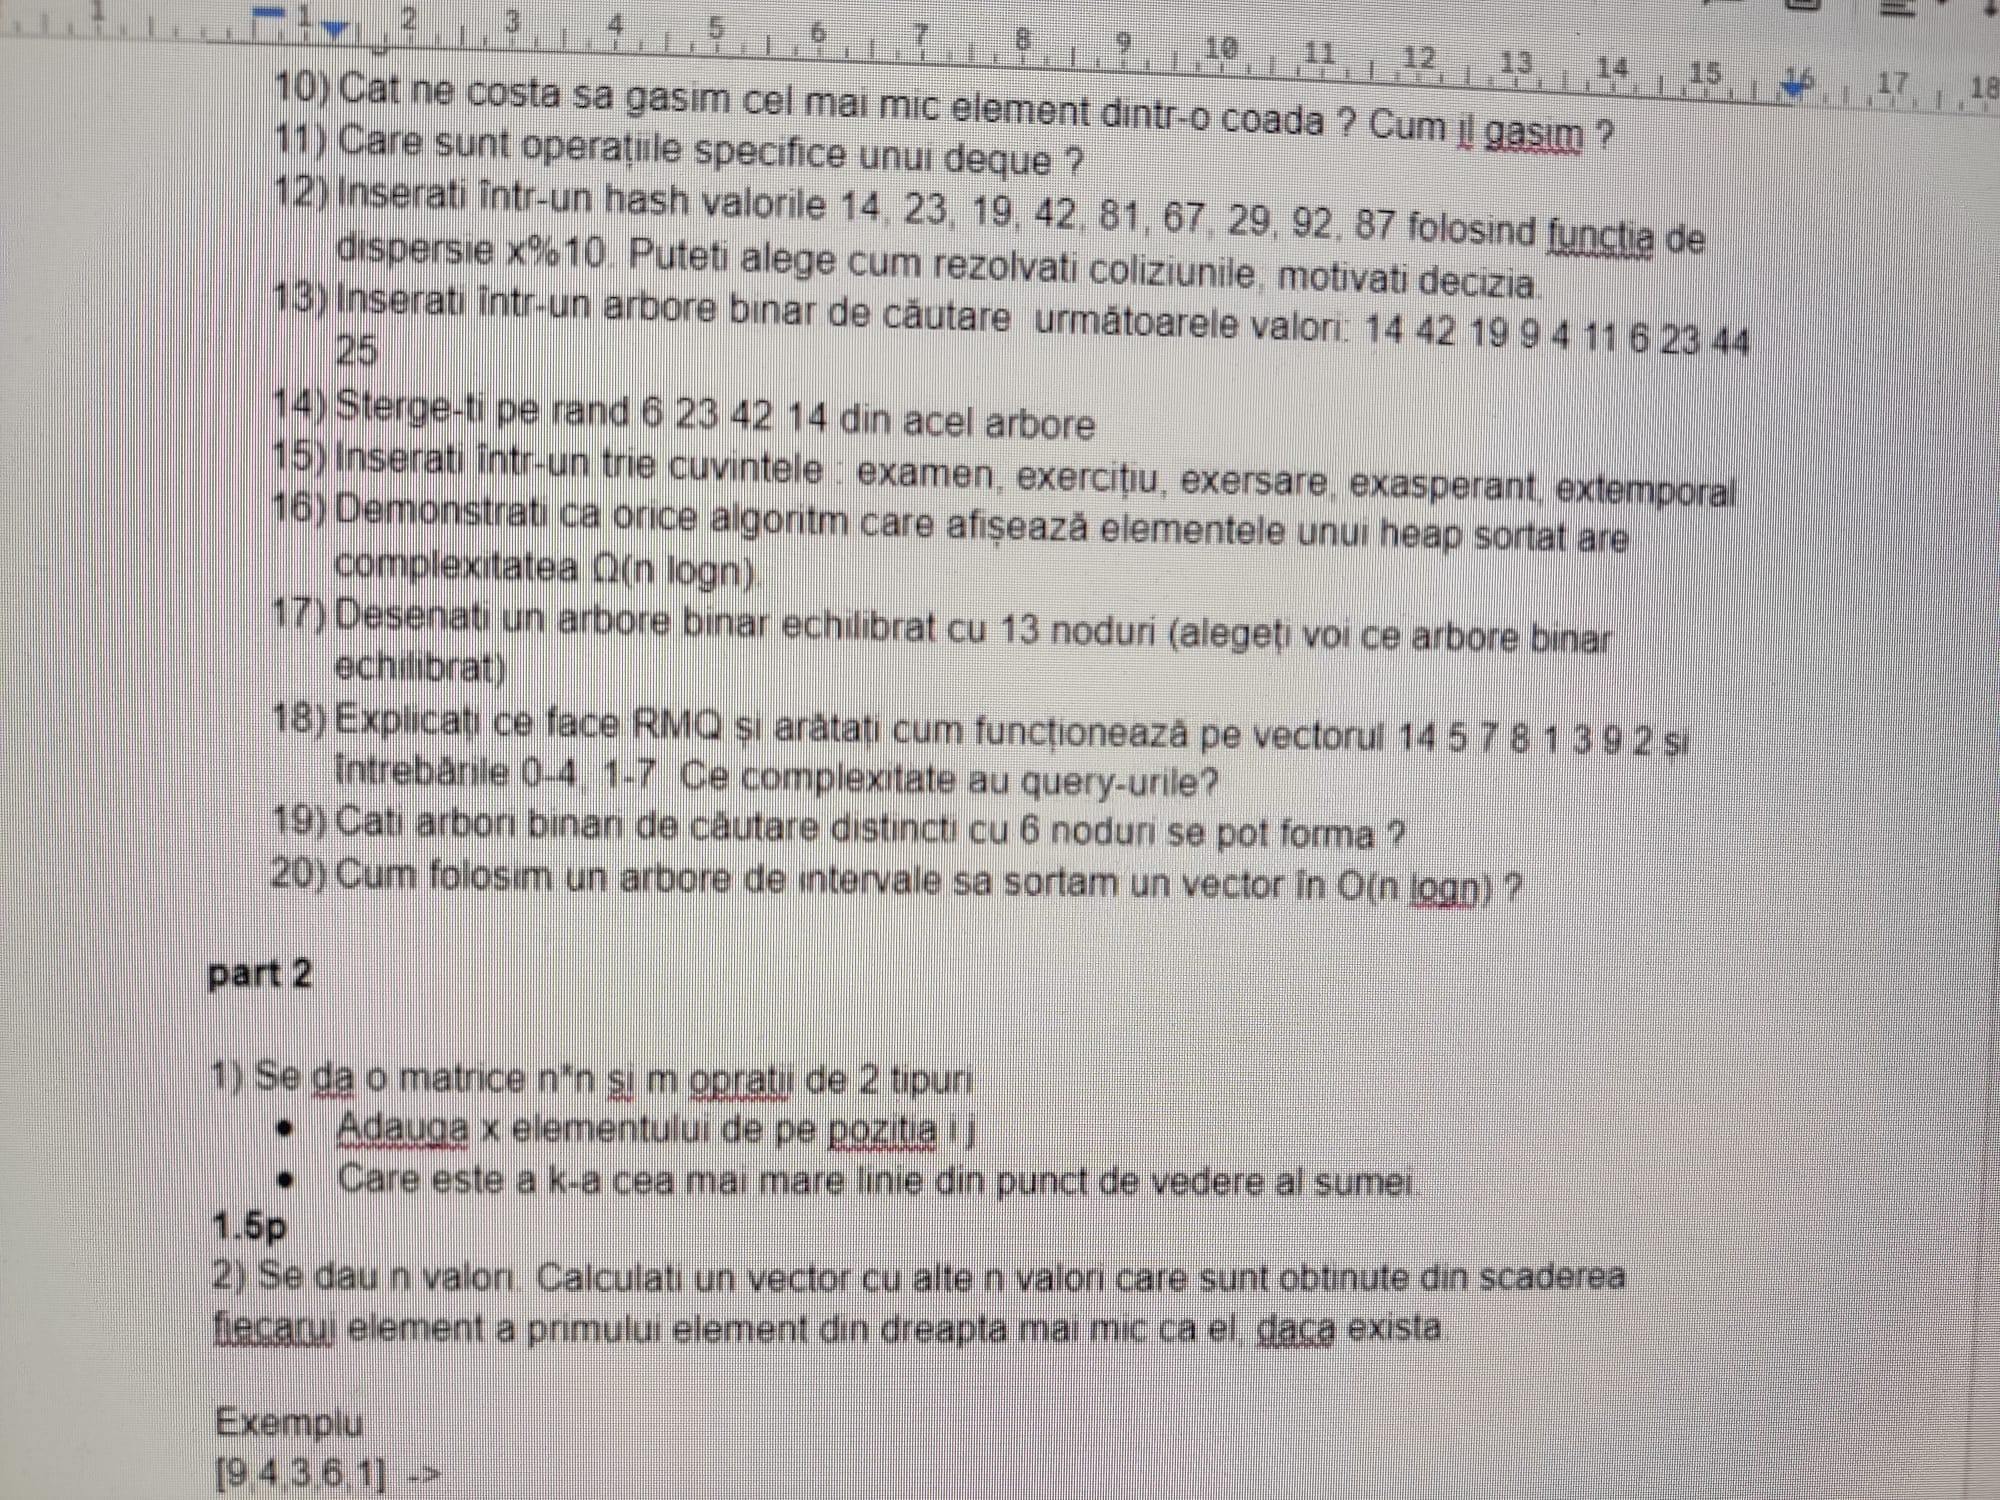 1 1 2 3 4 5 6 7 8 9 10 11 12 13 14 15 16 17 18
10) Cat ne costa sa gasim cel mai mic element dintr-o coada ? Cum il gasim ?
11) Care sunt operațiile specifice unui deque ?
12) Inserati într-un hash valorile 14, 23, 19, 42, 81, 67, 29, 92, 87 folosind functia de
dispersie x%10. Puteti alege cum rezolvati coliziunile, motivati decizia.
13) Inserati într-un arbore binar de căutare următoarele valori: 14 42 19 9 4 11 6 23 44
25
14) Sterge-ti pe rand 6 23 42 14 din acel arbore
15) Inserati într-un trie cuvintele : examen, exercițiu, exersare, exasperant, extemporal
16) Demonstrati ca orice algoritm care afișează elementele unui heap sortat are
complexitatea Ω(n logn).
17) Desenati un arbore binar echilibrat cu 13 noduri (alegeți voi ce arbore binar
echilibrat)
18) Explicați ce face RMQ și arătați cum funcționează pe vectorul 14 5 7 8 1 3 9 2 și
întrebările 0-4, 1-7 Ce complexitate au query-urile?
19) Cati arbori binari de căutare distincti cu 6 noduri se pot forma ?
20) Cum folosim un arbore de intervale sa sortam un vector în O(n logn) ?
part 2
1) Se da o matrice n*n si m opratii de 2 tipuri
● Adauga x elementului de pe pozitia i j
● Care este a k-a cea mai mare linie din punct de vedere al sumei.
1.5p
2) Se dau n valori. Calculati un vector cu alte n valori care sunt obtinute din scaderea
fiecarui element a primului element din dreapta mai mic ca el, daca exista.
Exemplu
[9,4,3,6,1] ->